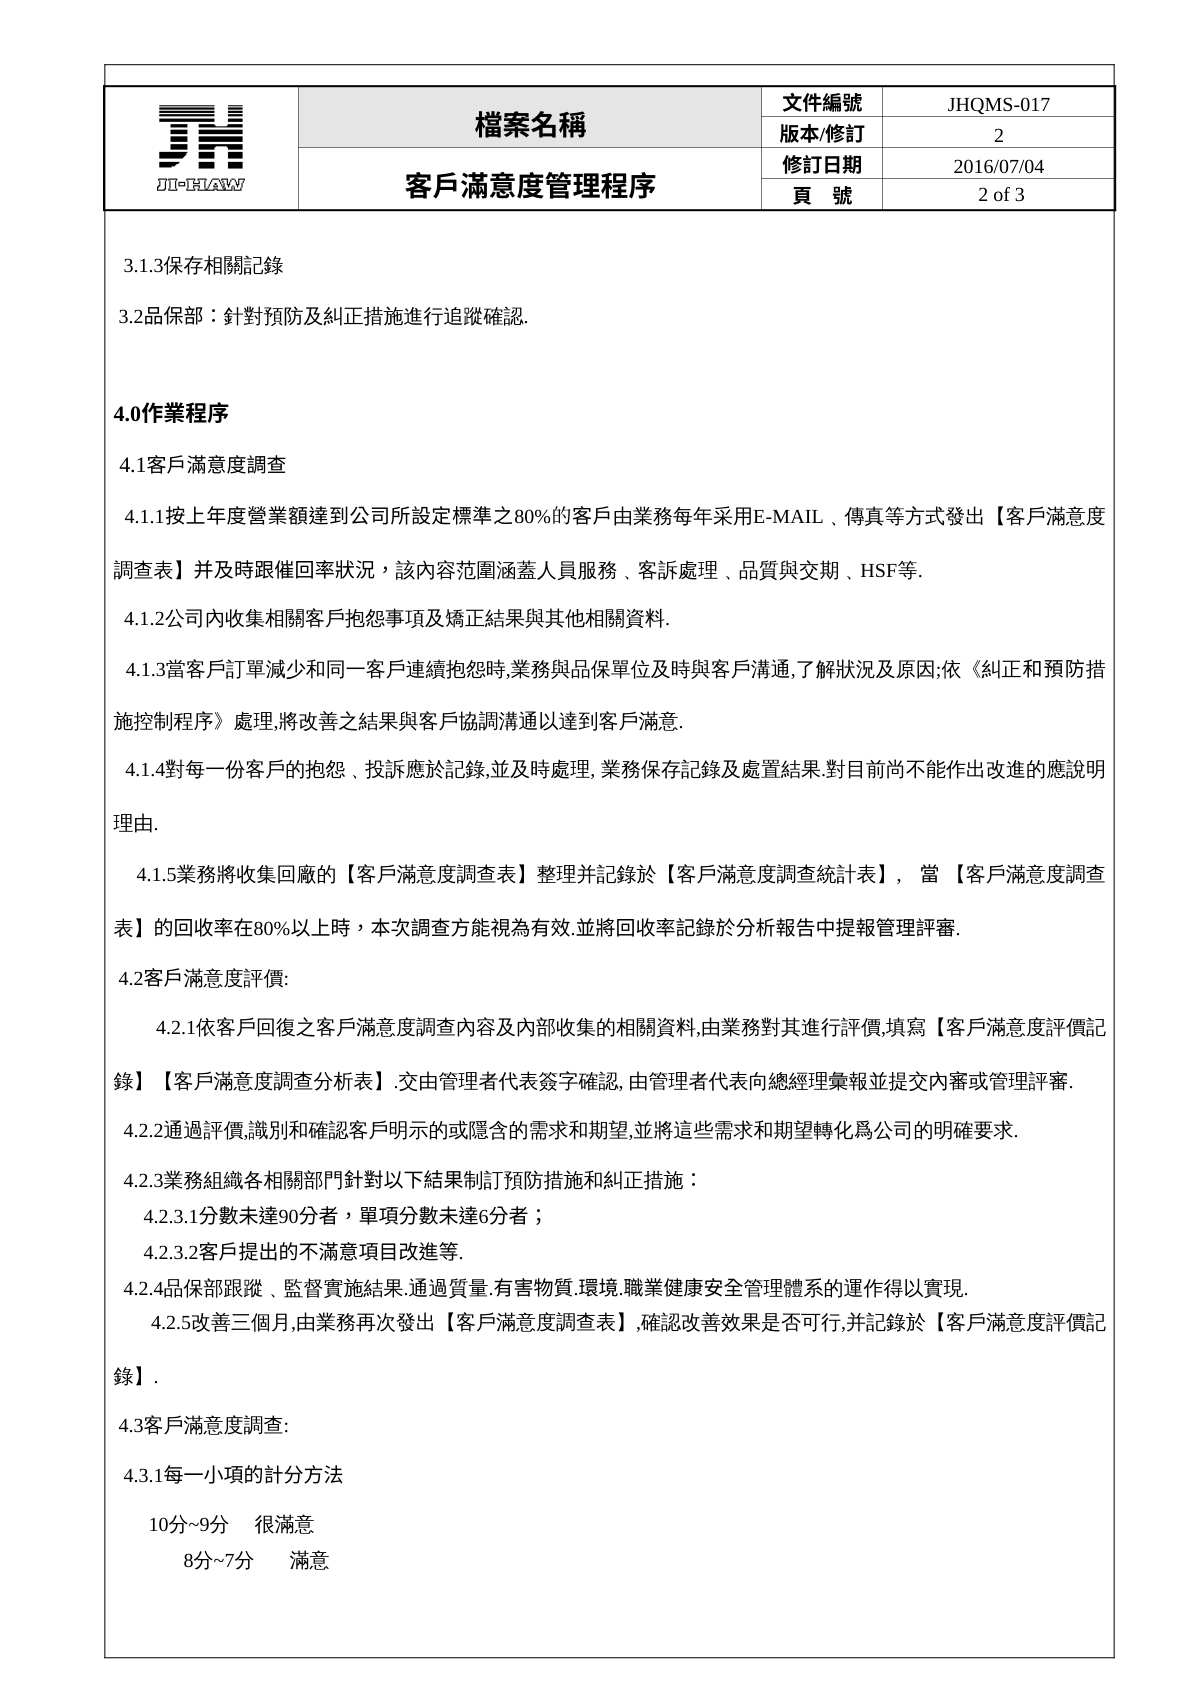 JH
JI-HAW
檔案名稱
客戶滿意度管理程序
文件編號 JHQMS-017
版本/修訂 2
修訂日期 2016/07/04
頁 號 2 of 3
3.1.3保存相關記錄
3.2品保部：針對預防及糾正措施進行追蹤確認.
4.0作業程序
4.1客戶滿意度調查
4.1.1按上年度營業額達到公司所設定標準之80%的客戶由業務每年采用E-MAIL﹑傳真等方式發出【客戶滿意度
調查表】并及時跟催回率狀況，該內容范圍涵蓋人員服務﹑客訴處理﹑品質與交期﹑HSF等.
4.1.2公司內收集相關客戶抱怨事項及矯正結果與其他相關資料.
4.1.3當客戶訂單減少和同一客戶連續抱怨時,業務與品保單位及時與客戶溝通,了解狀況及原因;依《糾正和預防措
施控制程序》處理,將改善之結果與客戶協調溝通以達到客戶滿意.
4.1.4對每一份客戶的抱怨﹑投訴應於記錄,並及時處理, 業務保存記錄及處置結果.對目前尚不能作出改進的應說明
理由.
4.1.5業務將收集回廠的【客戶滿意度調查表】整理并記錄於【客戶滿意度調查統計表】, 當 【客戶滿意度調查
表】的回收率在80%以上時，本次調查方能視為有效.並將回收率記錄於分析報告中提報管理評審.
4.2客戶滿意度評價:
4.2.1依客戶回復之客戶滿意度調查內容及內部收集的相關資料,由業務對其進行評價,填寫【客戶滿意度評價記
錄】【客戶滿意度調查分析表】.交由管理者代表簽字確認, 由管理者代表向總經理彙報並提交內審或管理評審.
4.2.2通過評價,識別和確認客戶明示的或隱含的需求和期望,並將這些需求和期望轉化爲公司的明確要求.
4.2.3業務組織各相關部門針對以下結果制訂預防措施和糾正措施：
4.2.3.1分數未達90分者，單項分數未達6分者；
4.2.3.2客戶提出的不滿意項目改進等.
4.2.4品保部跟蹤﹑監督實施結果.通過質量.有害物質.環境.職業健康安全管理體系的運作得以實現.
4.2.5改善三個月,由業務再次發出【客戶滿意度調查表】,確認改善效果是否可行,并記錄於【客戶滿意度評價記
錄】.
4.3客戶滿意度調查:
4.3.1每一小項的計分方法
10分~9分 很滿意
8分~7分 滿意